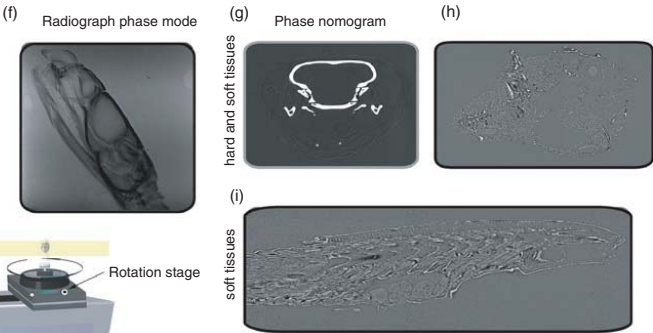 (f)
Radiograph phase mode
(g)
Phase nomogram
(h)
hard and soft tissues
(i)
soft tissues
Rotation stage